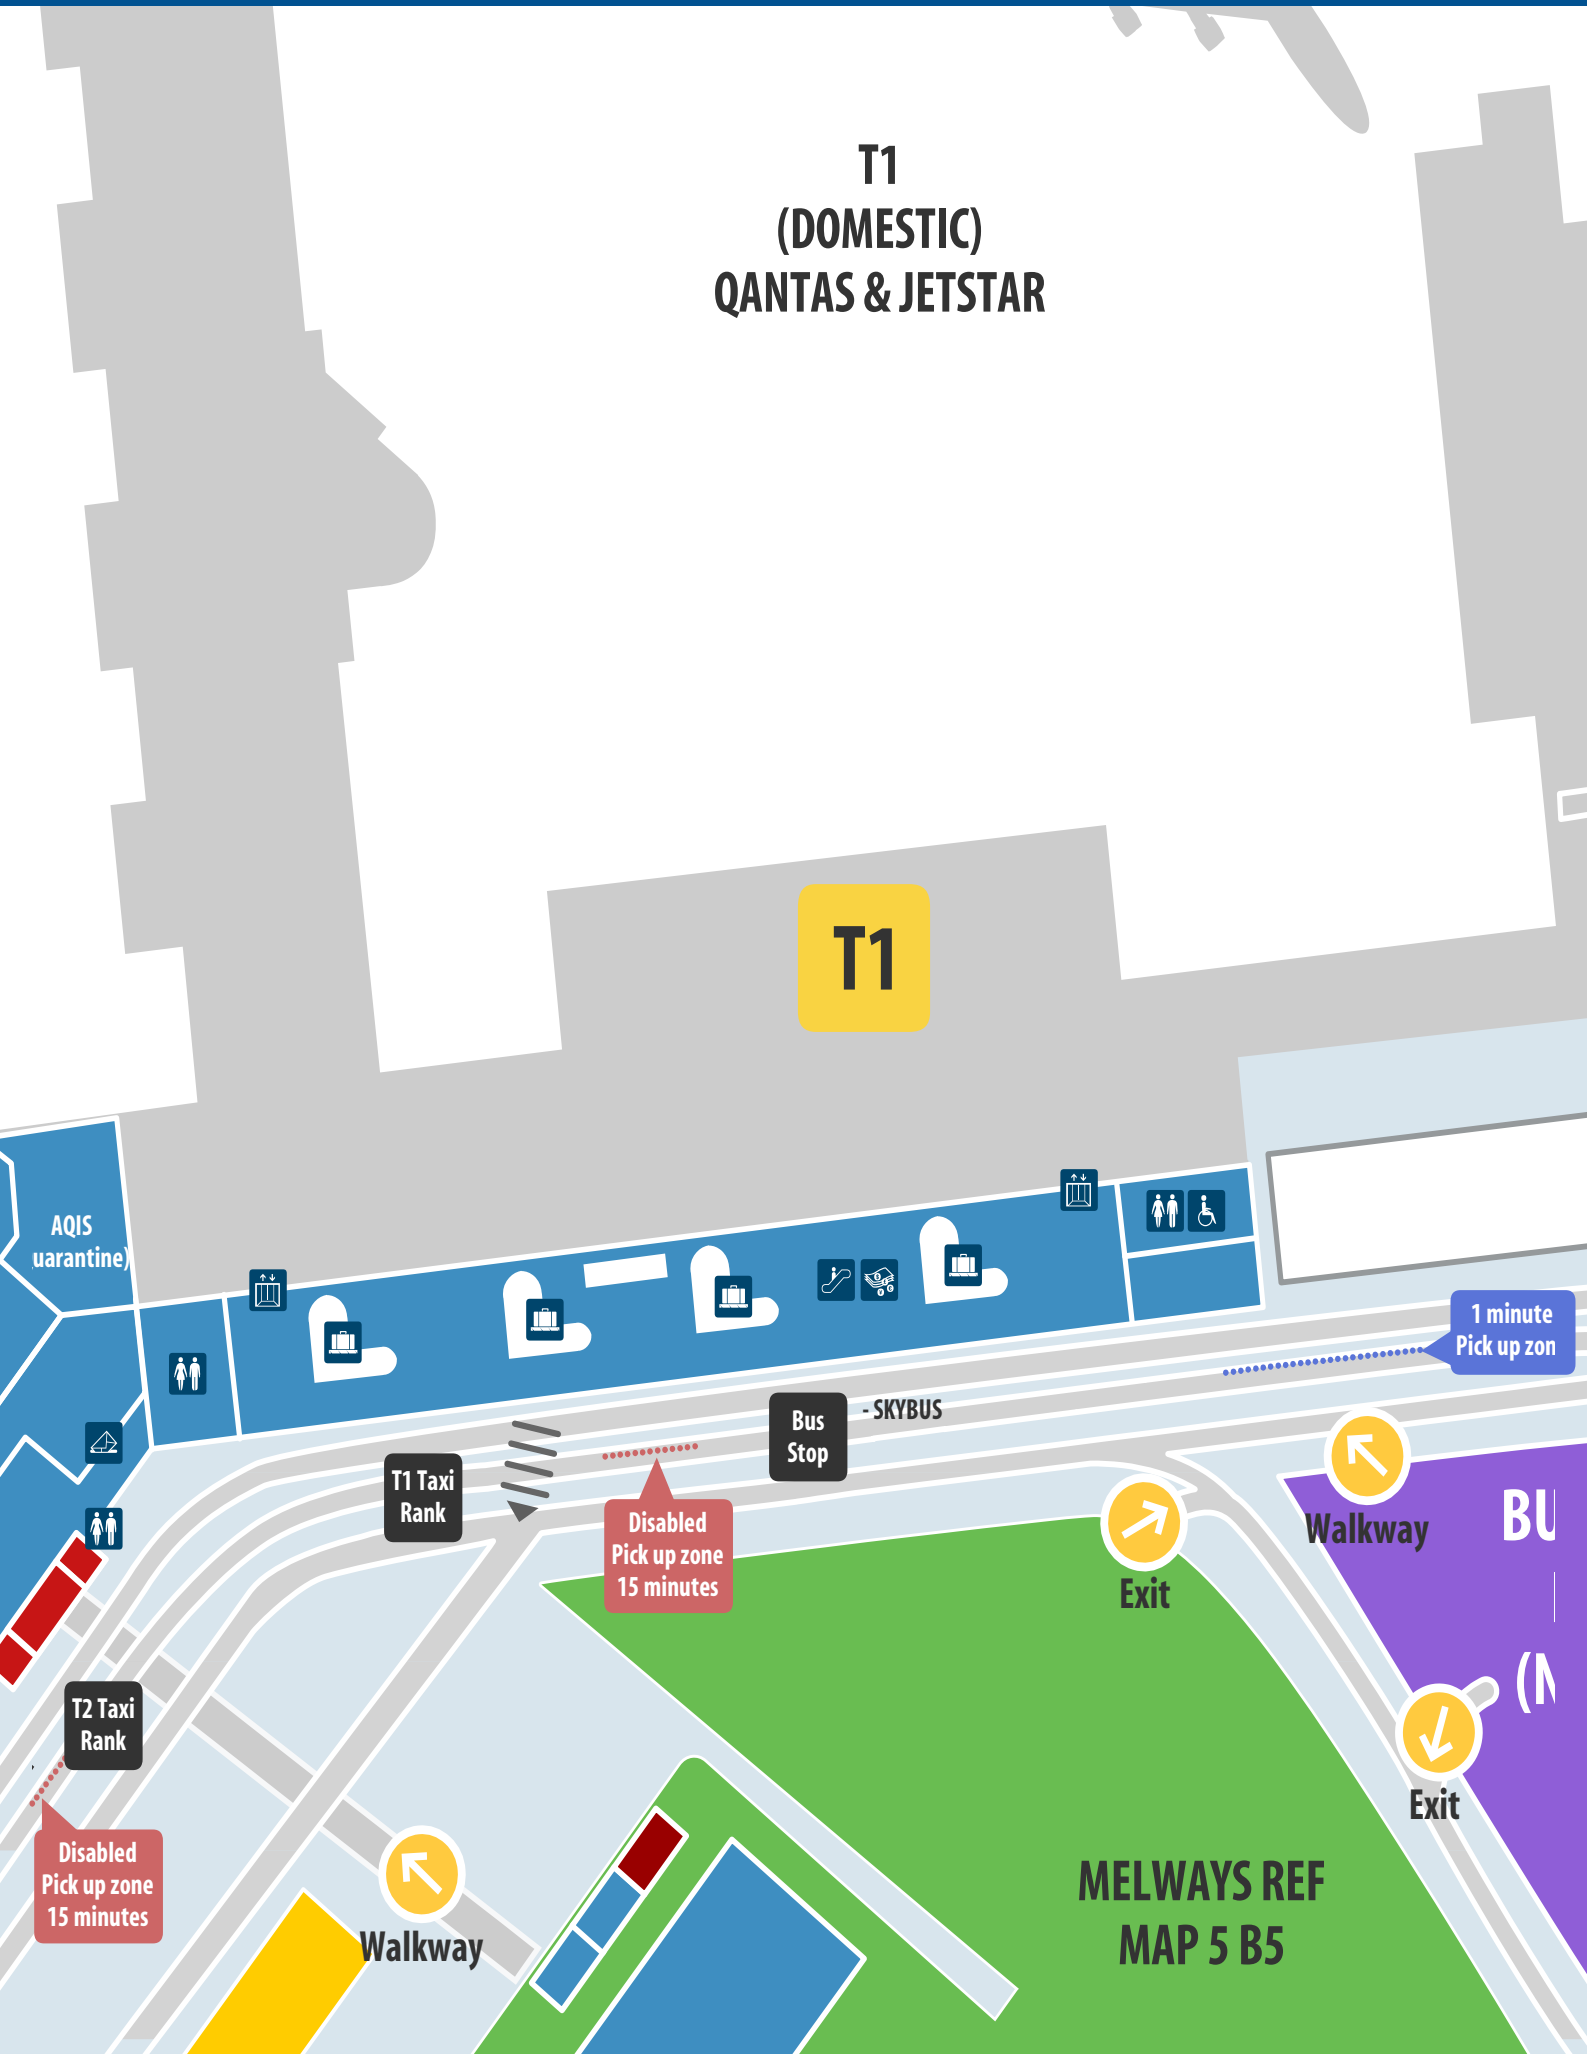 T1
(DOMESTIC)
QANTAS & JETSTAR
T1
AQIS
uarantine)
1 minute
Pick up zon
Bus
Stop
- SKYBUS
T1 Taxi
Rank
Disabled
Pick up zone
15 minutes
Walkway
BU
Exit
(N
T2 Taxi
Rank
Exit
Disabled
Pick up zone
15 minutes
Walkway
MELWAYS REF
MAP 5 B5